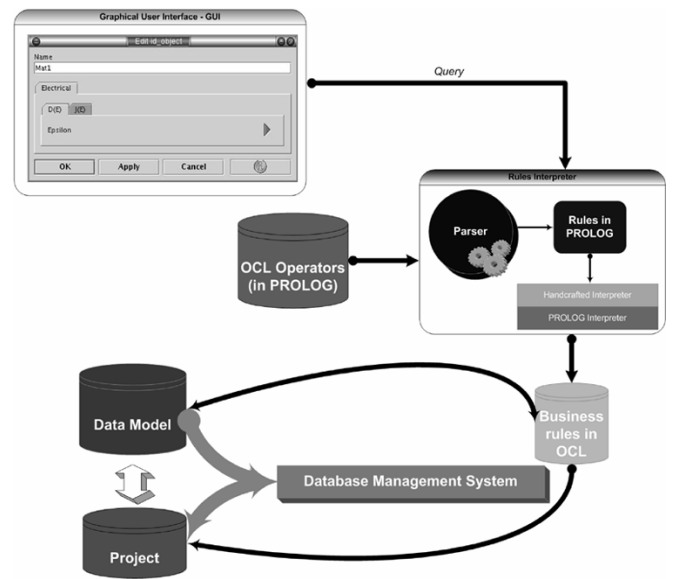 Graphical User Interface - GUI
Edit id_object
Name
Mat1
Electrical
D(E) J(E)
Epsilon
OK Apply Cancel
Query
Rules Interpreter
Parser
Rules in
PROLOG
Handcrafted Interpreter
PROLOG Interpreter
OCL Operators
(in PROLOG)
Data Model
Business
rules in
OCL
Database Management System
Project